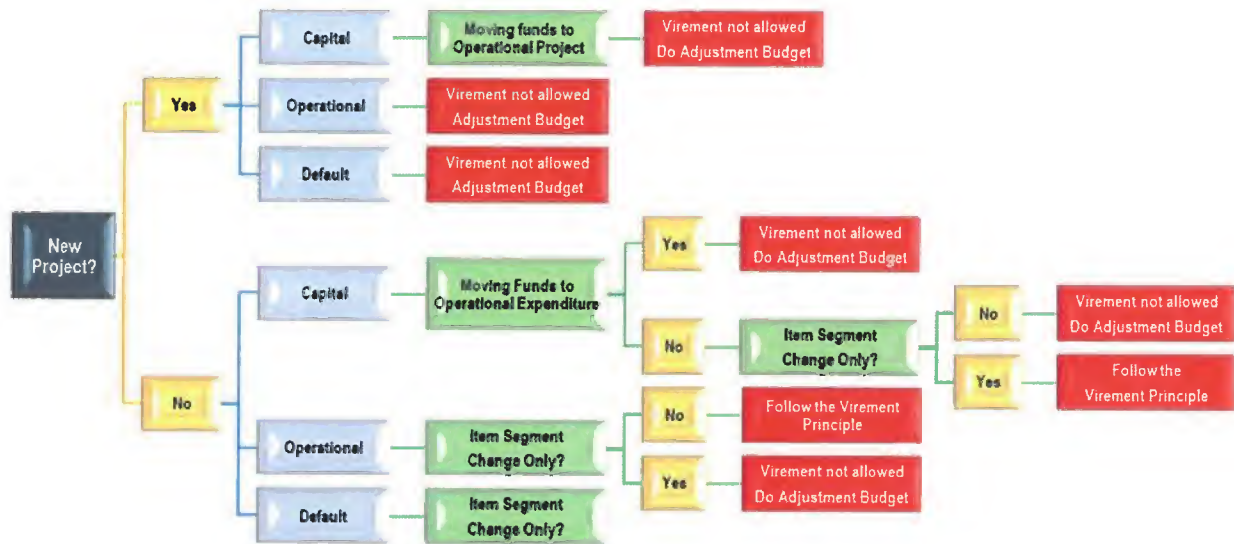 New
Project?
Yes
Capital
Moving funds to
Operational Project
Virement not allowed
Do Adjustment Budget
Operational
Virement not allowed
Adjustment Budget
Default
Virement not allowed
Adjustment Budget
No
Capital
Moving Funds to
Operational Expenditure
Yes
Virement not allowed
Do Adjustment Budget
No
Item Segment
Change Only?
No
Virement not allowed
Do Adjustment Budget
Yes
Follow the
Virement Principle
Operational
Item Segment
Change Only?
No
Follow the Virement
Principle
Yes
Virement not allowed
Do Adjustment Budget
Default
Item Segment
Change Only?